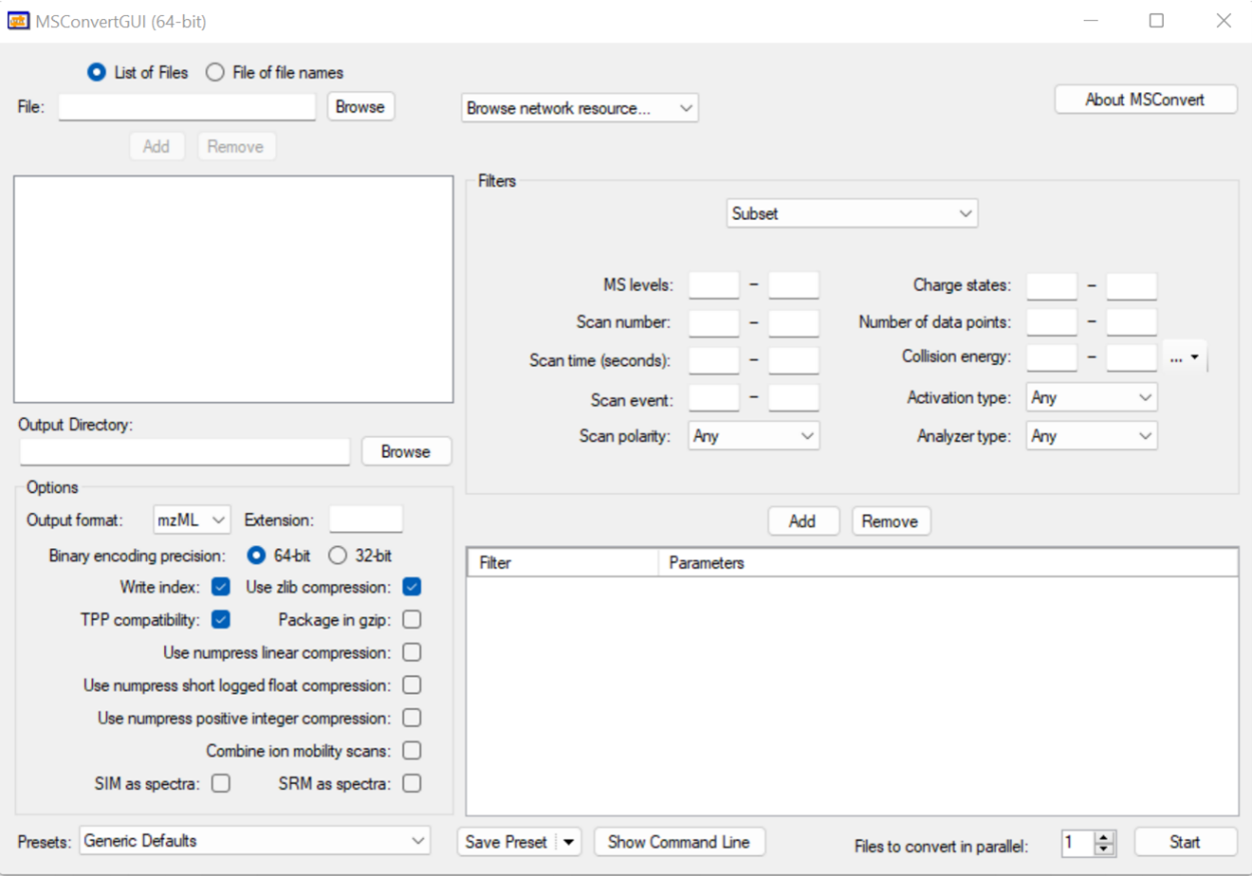 MSConvertGUI (64-bit)
List of Files File of file names
File: Browse Browse network resource... About MSConvert
Add Remove
Filters
Subset
MS levels: – Charge states: –
Scan number: – Number of data points: –
Scan time (seconds): – Collision energy: – ...
Scan event: – Activation type: Any
Scan polarity: Any Analyzer type: Any
Output Directory:
Browse
Options
Output format: mzML Extension:
Binary encoding precision: 64-bit 32-bit
Write index: Use zlib compression:
TPP compatibility: Package in gzip:
Use numpress linear compression:
Use numpress short logged float compression:
Use numpress positive integer compression:
Combine ion mobility scans:
SIM as spectra: SRM as spectra:
Add Remove
Filter Parameters
Presets: Generic Defaults Save Preset Show Command Line Files to convert in parallel: 1 Start